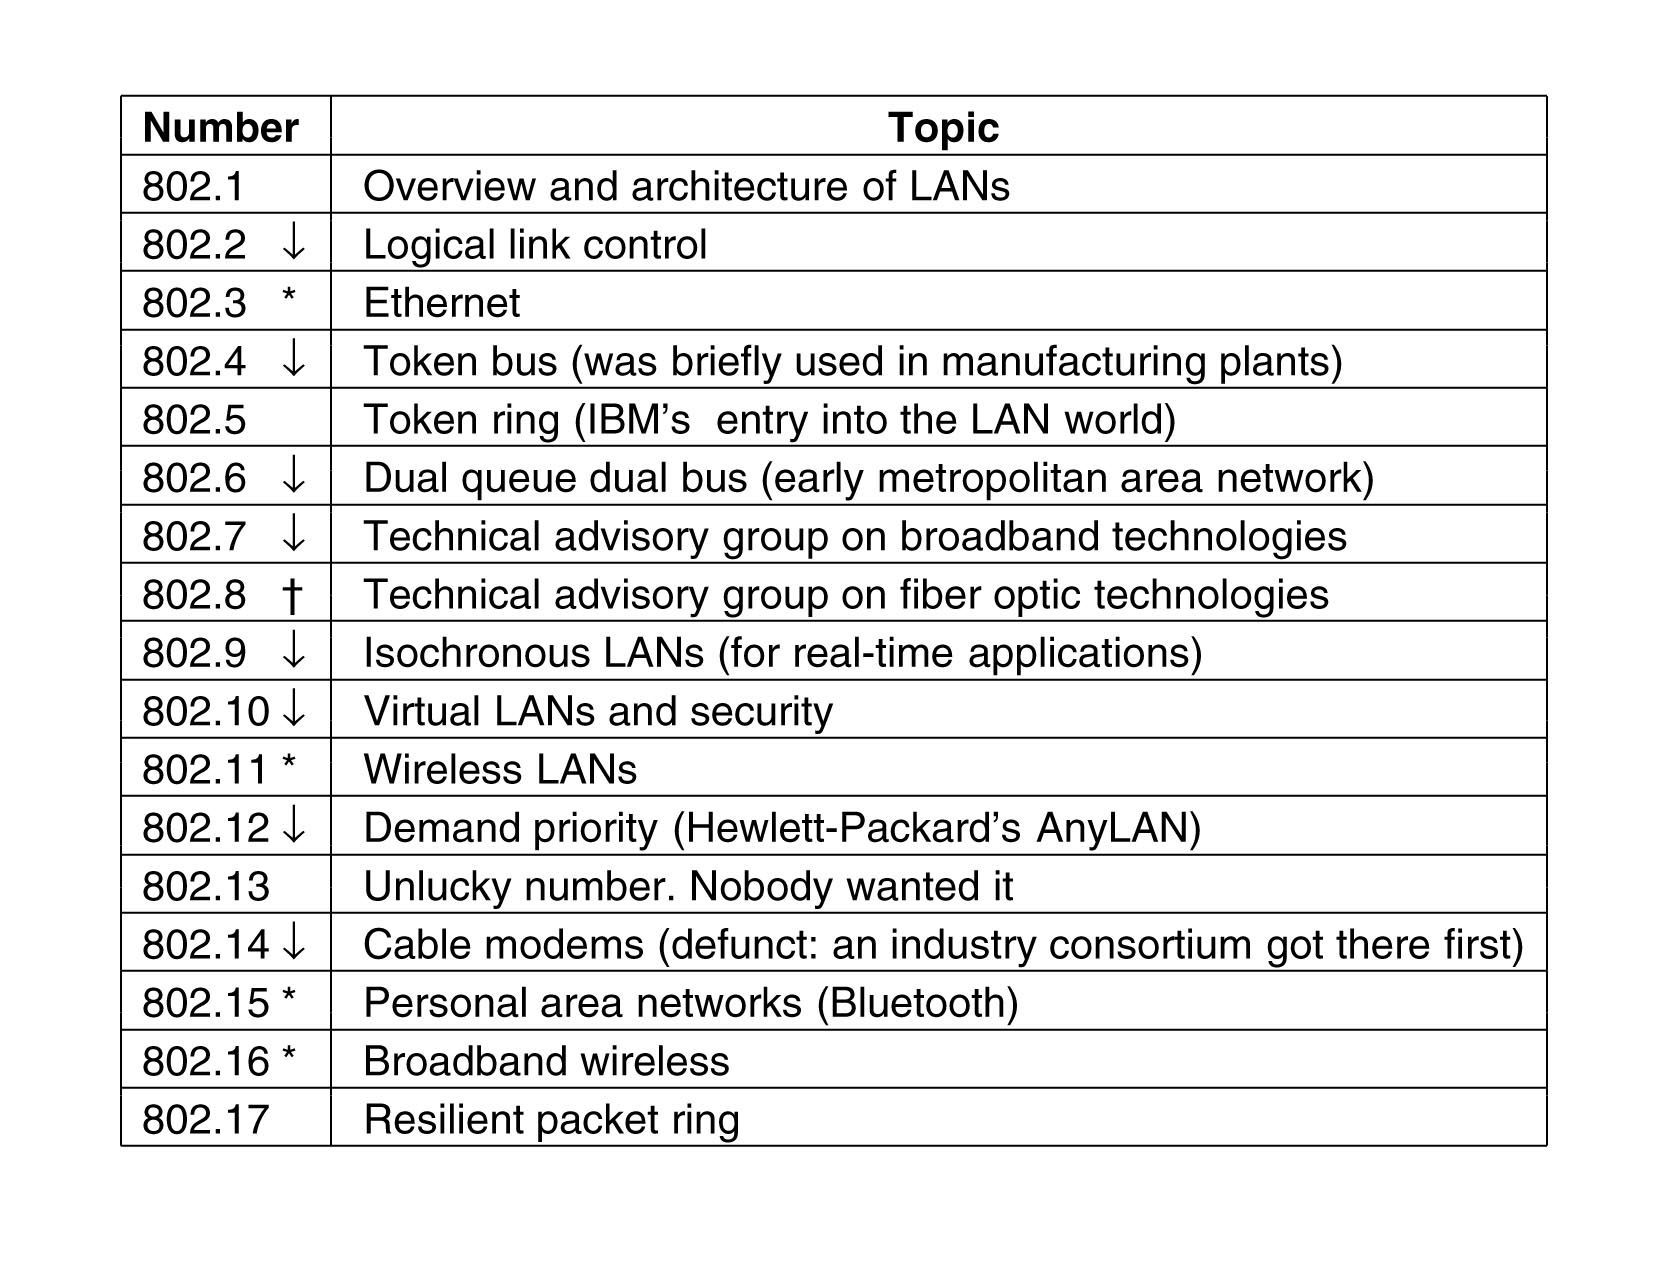 Number Topic
802.1 Overview and architecture of LANs
802.2 ↓ Logical link control
802.3 * Ethernet
802.4 ↓ Token bus (was briefly used in manufacturing plants)
802.5 Token ring (IBM’s  entry into the LAN world)
802.6 ↓ Dual queue dual bus (early metropolitan area network)
802.7 ↓ Technical advisory group on broadband technologies
802.8 † Technical advisory group on fiber optic technologies
802.9 ↓ Isochronous LANs (for real-time applications)
802.10 ↓ Virtual LANs and security
802.11 * Wireless LANs
802.12 ↓ Demand priority (Hewlett-Packard’s AnyLAN)
802.13 Unlucky number. Nobody wanted it
802.14 ↓ Cable modems (defunct: an industry consortium got there first)
802.15 * Personal area networks (Bluetooth)
802.16 * Broadband wireless
802.17 Resilient packet ring